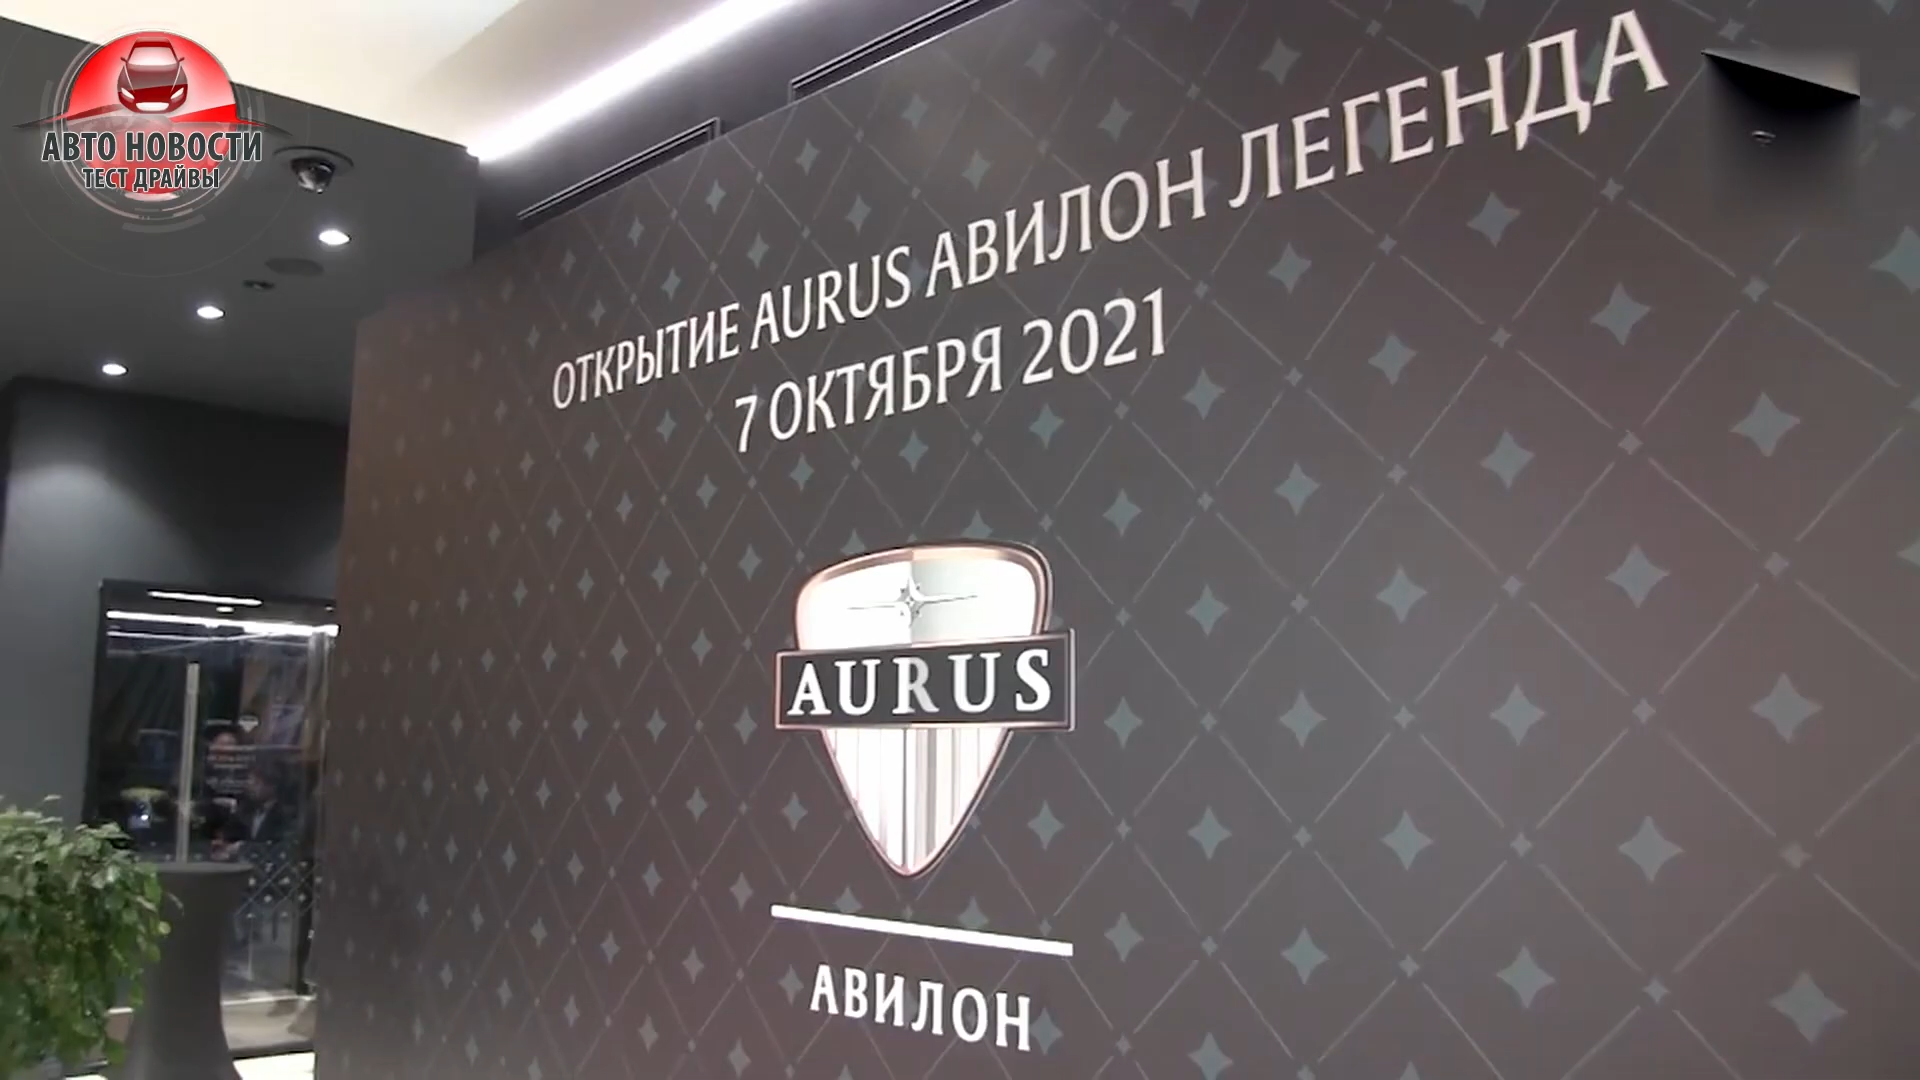 АВТО НОВОСТИ
ТЕСТ ДРАЙВЫ
ОТКРЫТИЕ AURUS АВИЛОН ЛЕГЕНДА
7 ОКТЯБРЯ 2021
AURUS
АВИЛОН